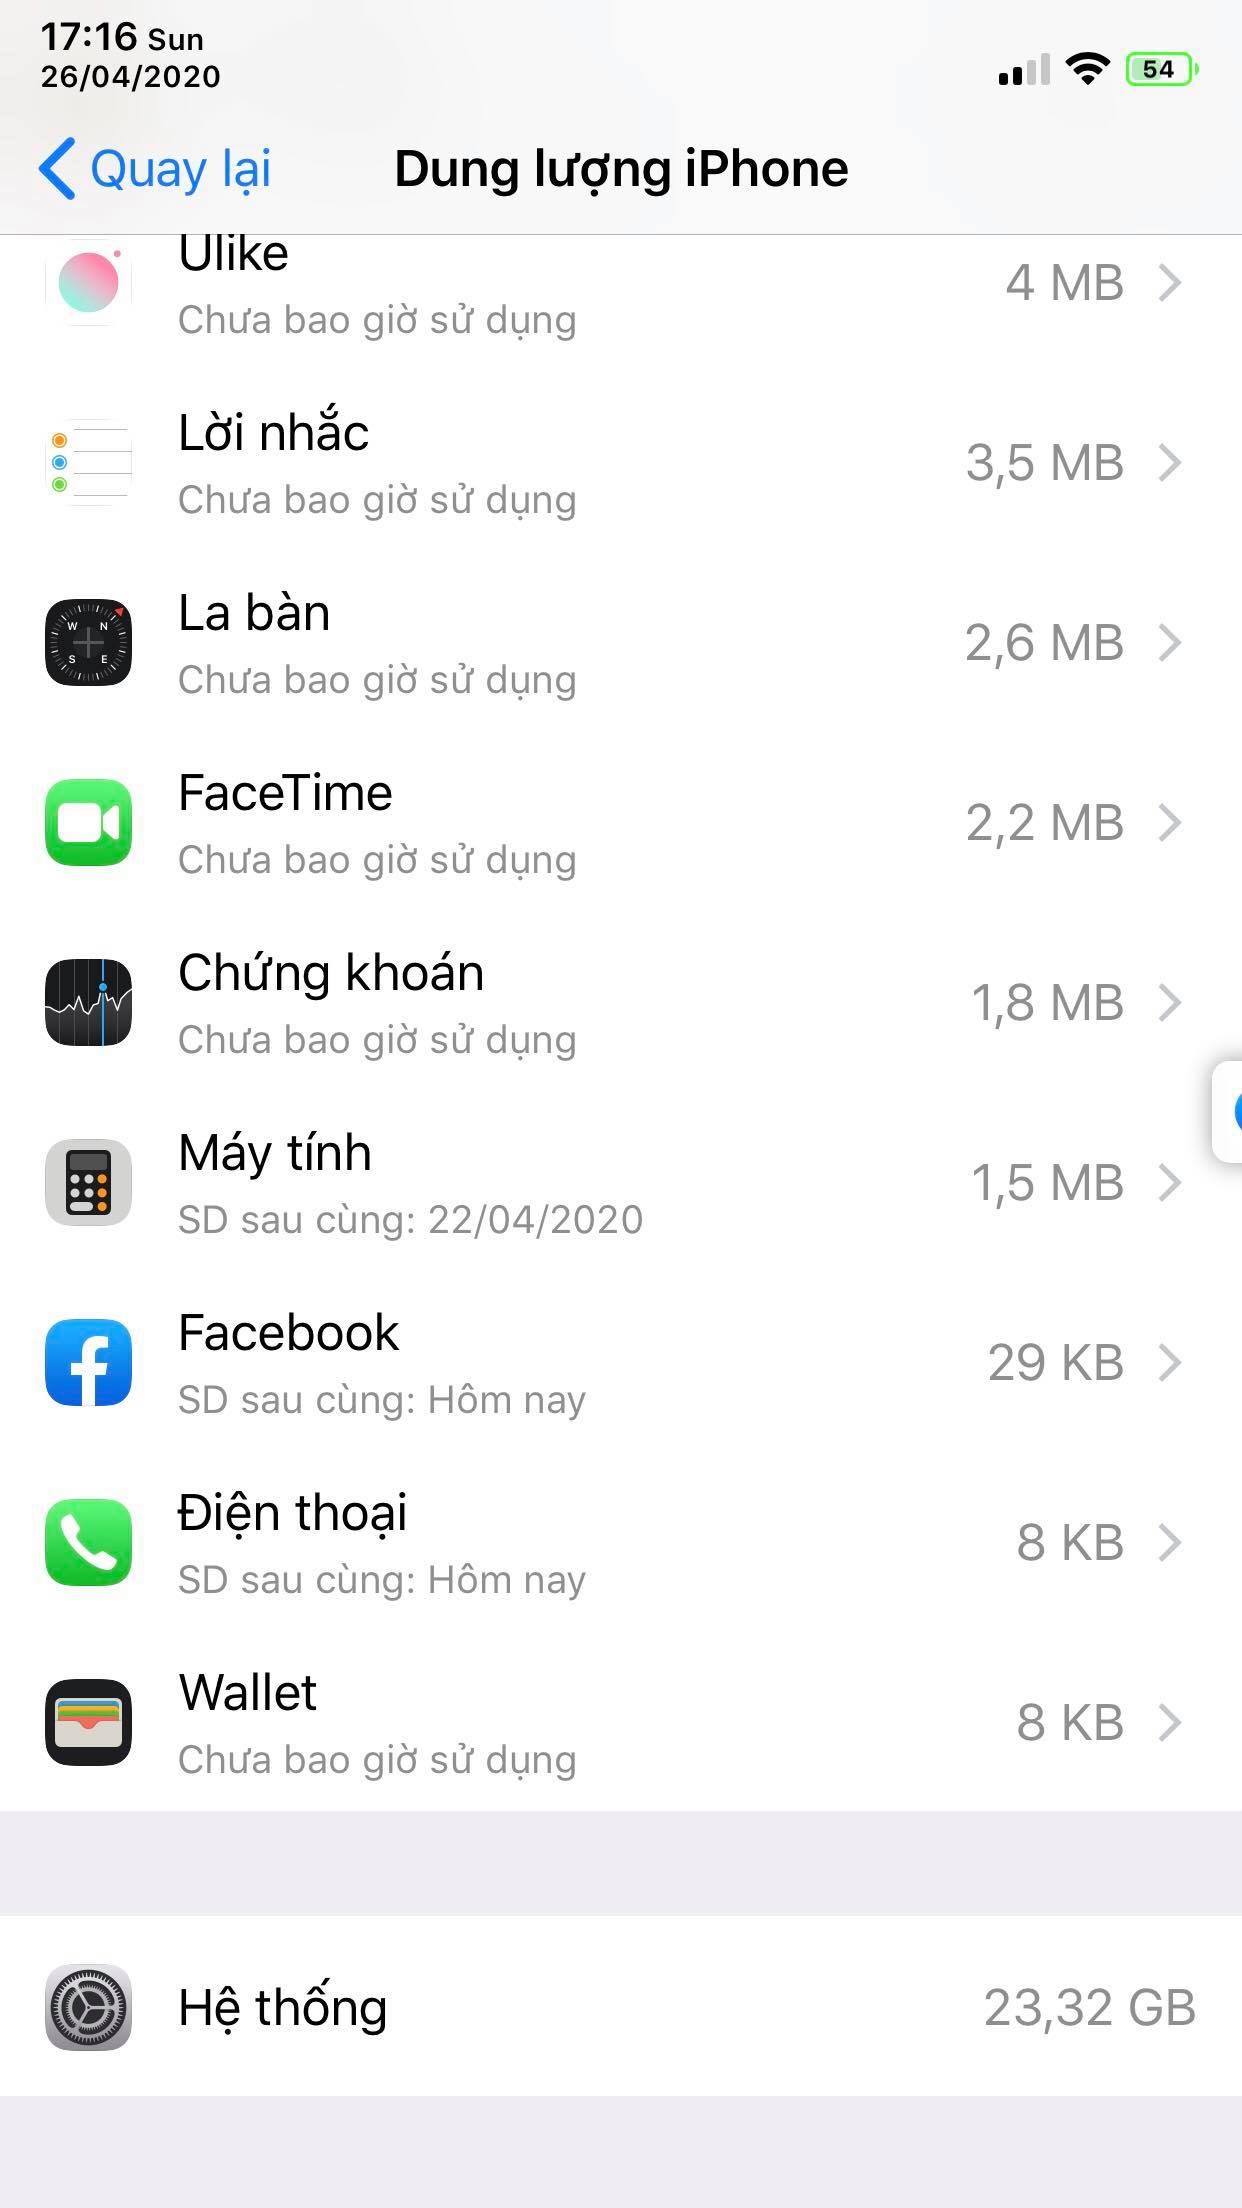 17:16 Sun
26/04/2020
54
Quay lại
Dung lượng iPhone
Ulike
4 MB
Chưa bao giờ sử dụng
Lời nhắc
3,5 MB
Chưa bao giờ sử dụng
W N
S E
La bàn
2,6 MB
Chưa bao giờ sử dụng
FaceTime
2,2 MB
Chưa bao giờ sử dụng
Chứng khoán
1,8 MB
Chưa bao giờ sử dụng
Máy tính
1,5 MB
SD sau cùng: 22/04/2020
Facebook
29 KB
SD sau cùng: Hôm nay
Điện thoại
8 KB
SD sau cùng: Hôm nay
Wallet
8 KB
Chưa bao giờ sử dụng
Hệ thống
23,32 GB